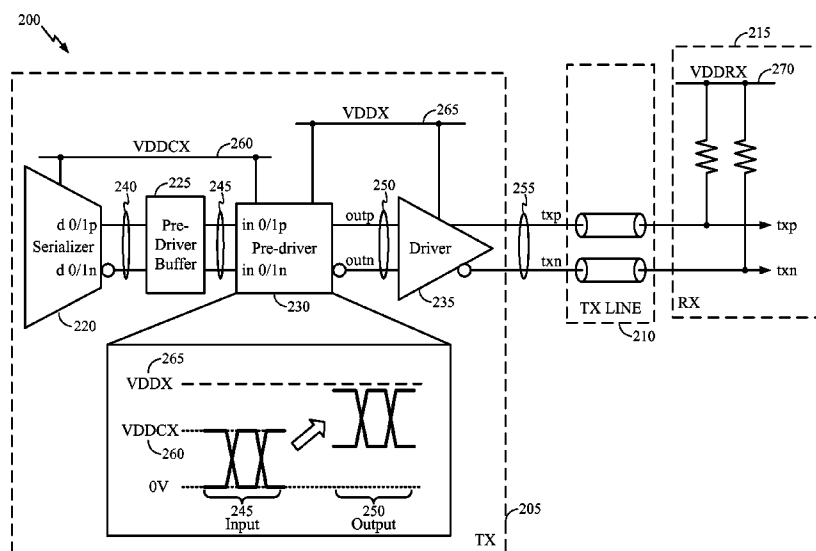 200
215
VDDRX
270
VDDX
265
VDDCX
260
240
225
245
250
255
d 0/1p
Serializer
d 0/1n
Pre-
Driver
Buffer
in 0/1p
Pre-driver
in 0/1n
outp
outn
Driver
txp
txn
txp
txn
220
230
235
TX LINE
210
RX
265
VDDX
VDDCX
260
0V
245
Input
250
Output
205
TX